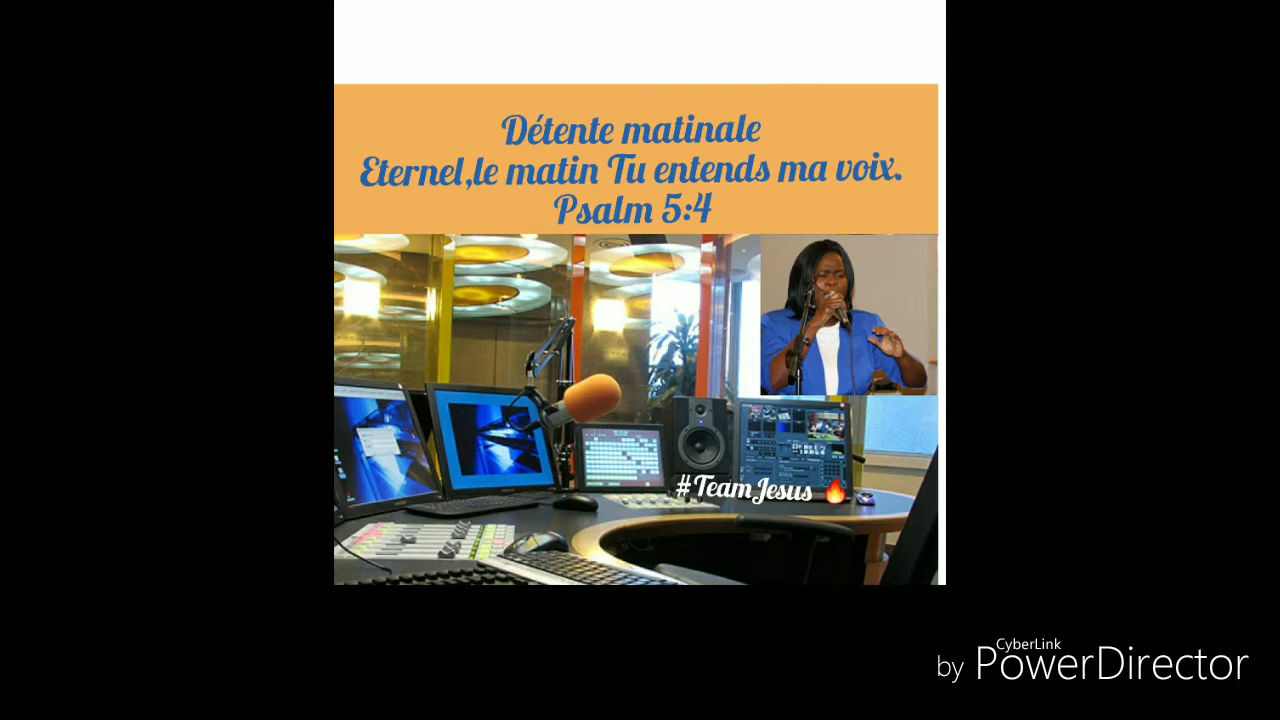 Détente matinale
Eternel,le matin Tu entends ma voix.
Psalm 5:4
#TeamJesus 🔥
CyberLink
by PowerDirector